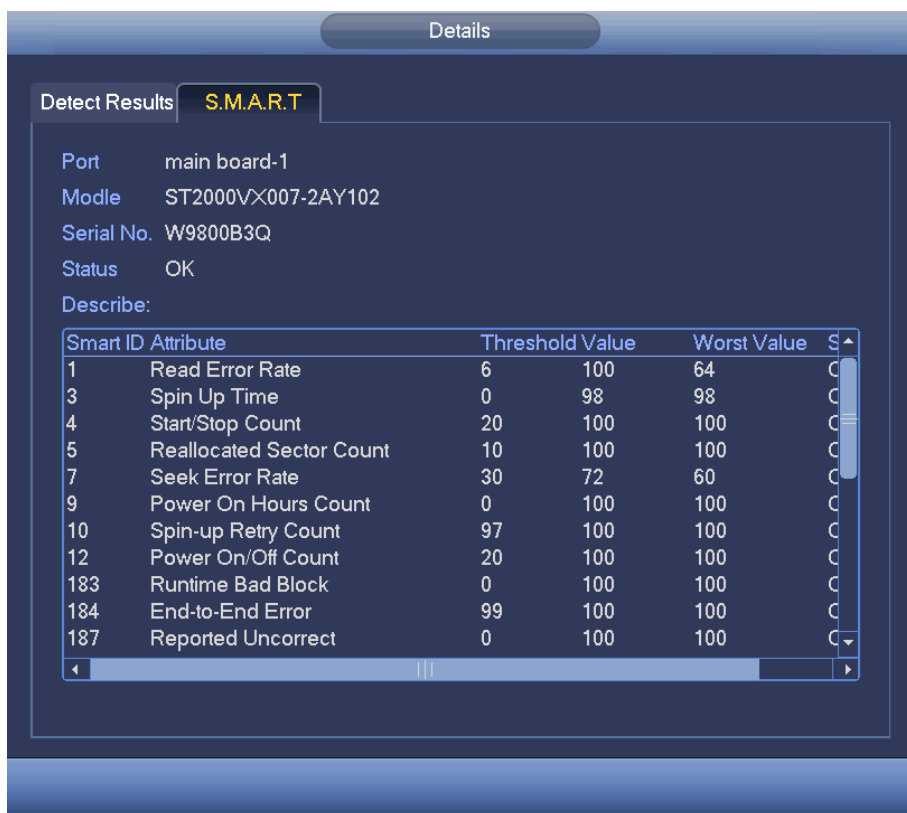 Details
Detect Results S.M.A.R.T
Port main board-1
Modle ST2000VX007-2AY102
Serial No. W9800B3Q
Status OK
Describe:
Smart ID Attribute Threshold Value Worst Value
1 Read Error Rate 6 100 64
3 Spin Up Time 0 98 98
4 Start/Stop Count 20 100 100
5 Reallocated Sector Count 10 100 100
7 Seek Error Rate 30 72 60
9 Power On Hours Count 0 100 100
10 Spin-up Retry Count 97 100 100
12 Power On/Off Count 20 100 100
183 Runtime Bad Block 0 100 100
184 End-to-End Error 99 100 100
187 Reported Uncorrect 0 100 100